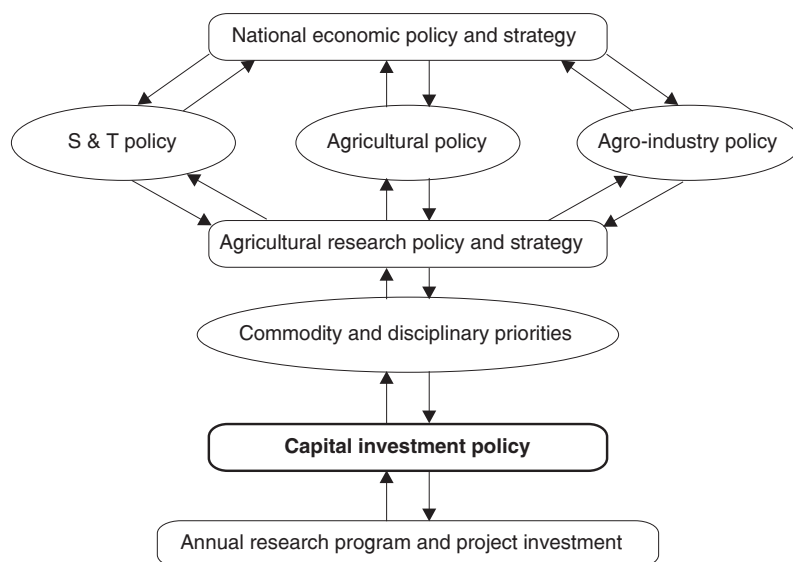 National economic policy and strategy
S & T policy
Agricultural policy
Agro-industry policy
Agricultural research policy and strategy
Commodity and disciplinary priorities
Capital investment policy
Annual research program and project investment